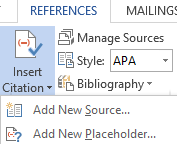 REFERENCES MAILINGS
Insert
Citation
Manage Sources
Style: APA
Bibliography
Add New Source...
Add New Placeholder...